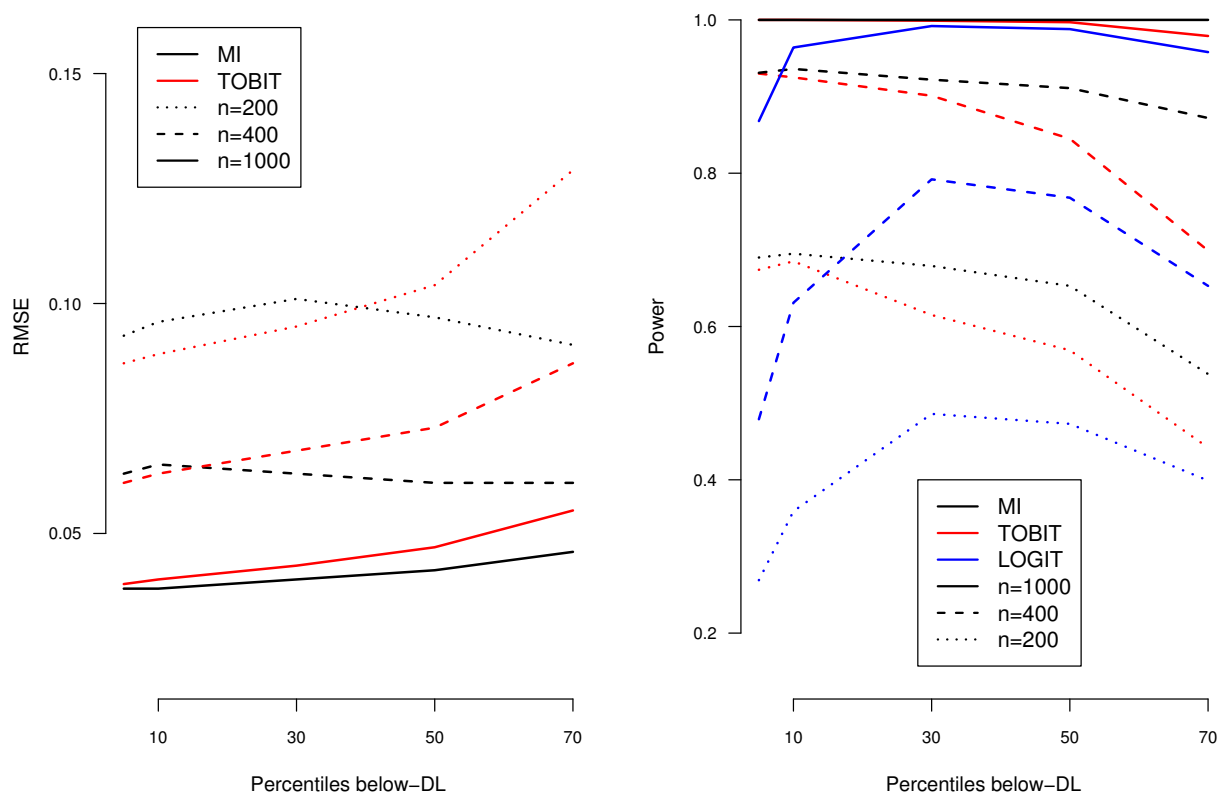 MI
TOBIT
n=200
n=400
n=1000
0.15
0.10
0.05
RMSE
10 30 50 70
Percentiles below−DL
1.0
0.8
0.6
0.4
0.2
Power
MI
TOBIT
LOGIT
n=1000
n=400
n=200
10 30 50 70
Percentiles below−DL